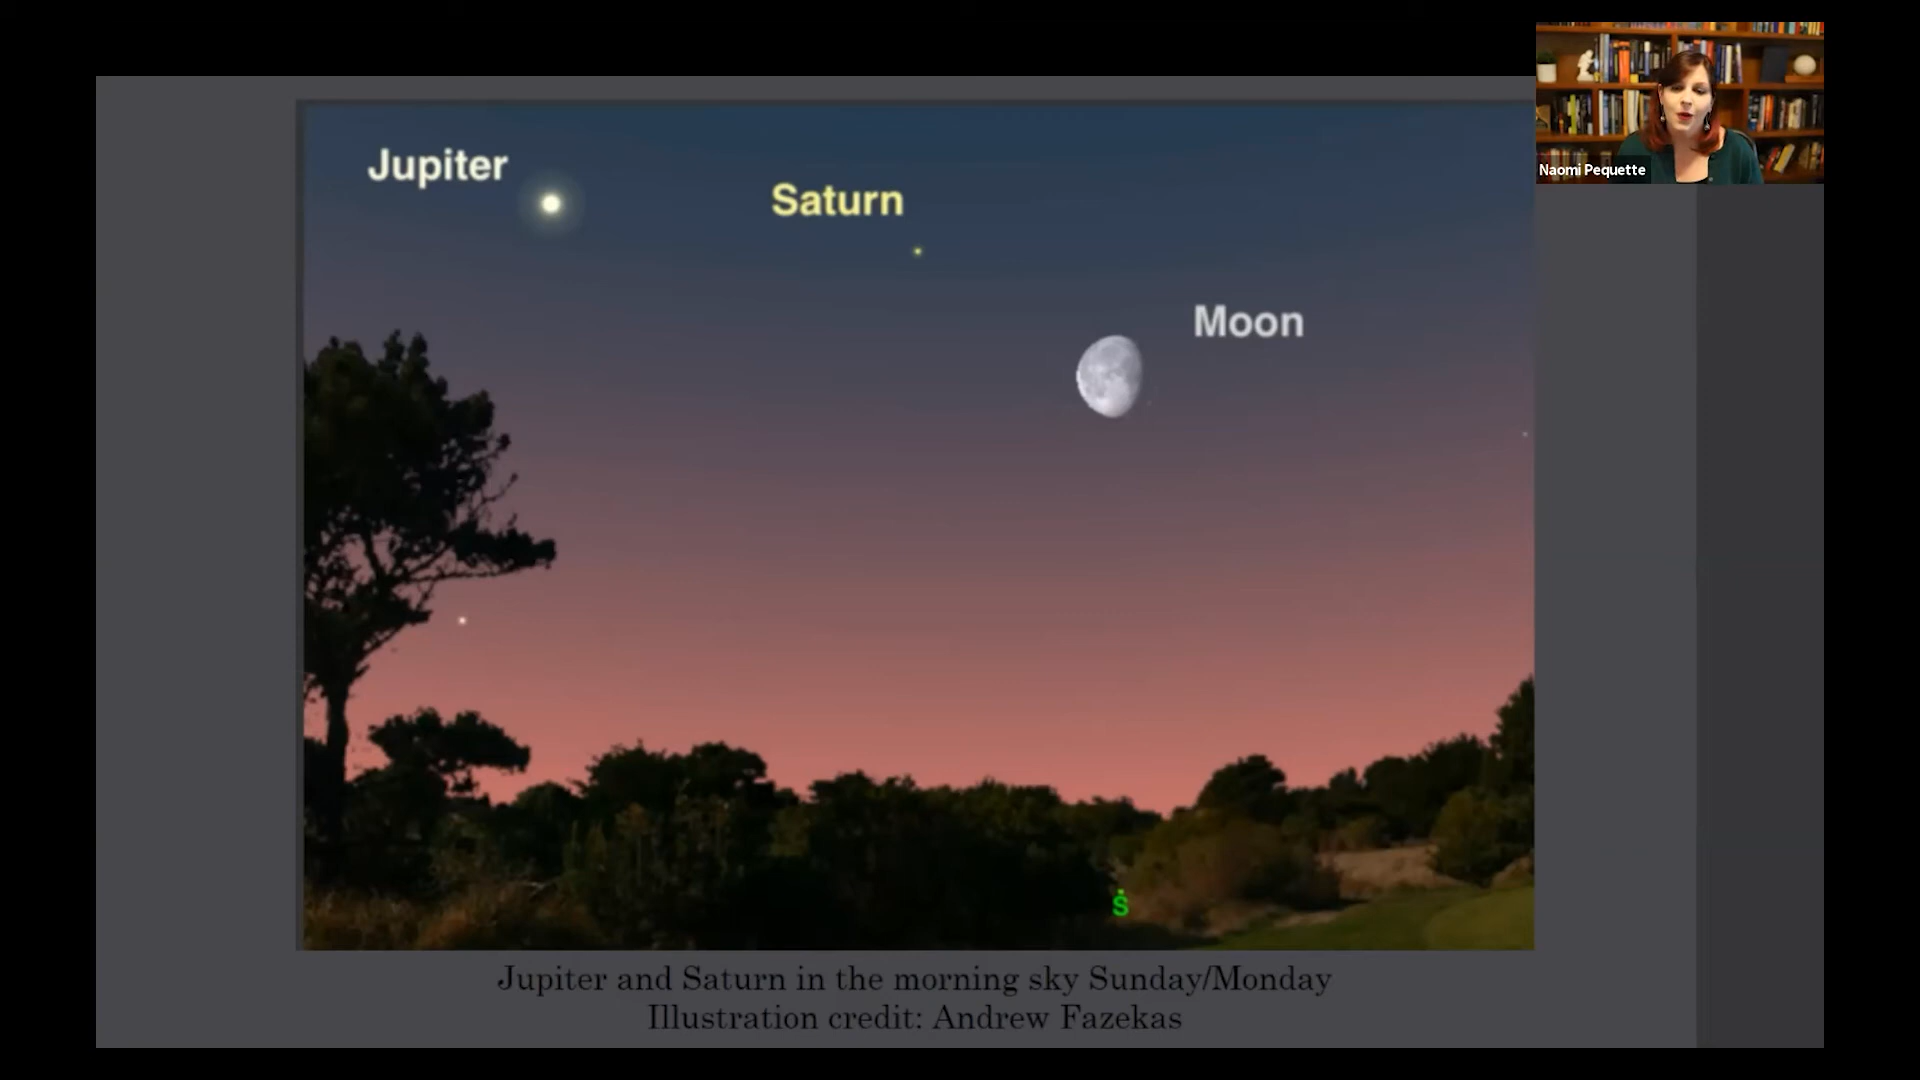 Jupiter
Saturn
Moon
Naomi Pequette
S
Jupiter and Saturn in the morning sky Sunday/Monday
Illustration credit: Andrew Fazekas